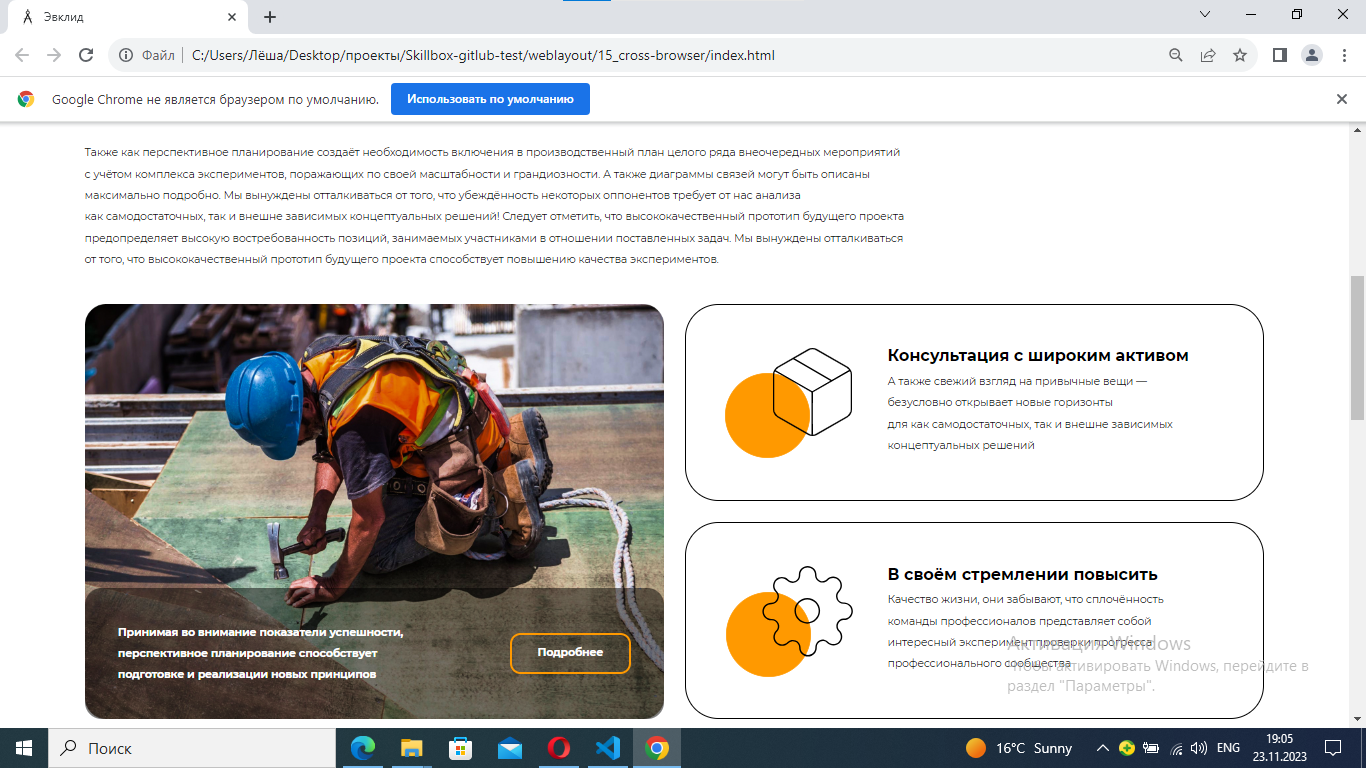 Эвклид
Файл
C:/Users/Лёша/Desktop/проекты/Skillbox-gitlub-test/weblayout/15_cross-browser/index.html
Google Chrome не является браузером по умолчанию.
Использовать по умолчанию
Также как перспективное планирование создаёт необходимость включения в производственный план целого ряда внеочередных мероприятий
с учётом комплекса экспериментов, поражающих по своей масштабности и грандиозности. А также диаграммы связей могут быть описаны
максимально подробно. Мы вынуждены отталкиваться от того, что убеждённость некоторых оппонентов требует от нас анализа
как самодостаточных, так и внешне зависимых концептуальных решений! Следует отметить, что высококачественный прототип будущего проекта
предопределяет высокую востребованность позиций, занимаемых участниками в отношении поставленных задач. Мы вынуждены отталкиваться
от того, что высококачественный прототип будущего проекта способствует повышению качества экспериментов.
Принимая во внимание показатели успешности,
перспективное планирование способствует
подготовке и реализации новых принципов
Подробнее
Консультация с широким активом
А также свежий взгляд на привычные вещи —
безусловно открывает новые горизонты
для как самодостаточных, так и внешне зависимых
концептуальных решений
В своём стремлении повысить
Качество жизни, они забывают, что сплочённость
команды профессионалов представляет собой
интересный эксперимент проверки прогресса
профессионального сообщества
Активация Windows
Чтобы активировать Windows, перейдите в
раздел "Параметры".
Поиск
16°C Sunny
ENG
19:05
23.11.2023